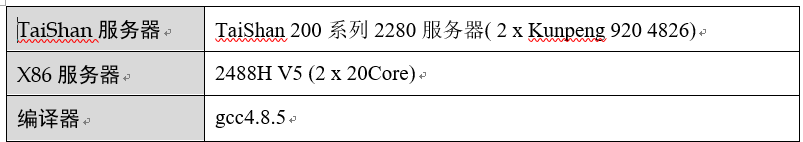 TaiShan 服务器
TaiShan 200 系列 2280 服务器( 2 x Kunpeng 920 4826)
X86 服务器
2488H V5 (2 x 20Core)
编译器
gcc4.8.5